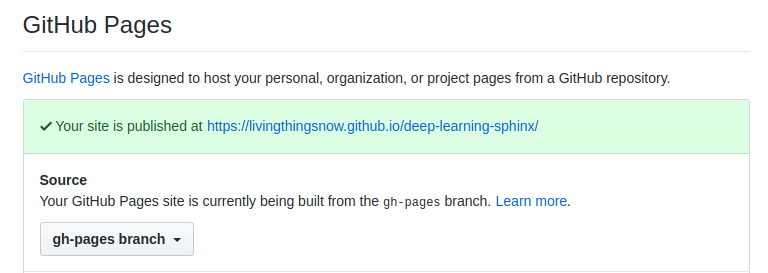 GitHub Pages
GitHub Pages is designed to host your personal, organization, or project pages from a GitHub repository.
Your site is published at https://livingthingsnow.github.io/deep-learning-sphinx/
Source
Your GitHub Pages site is currently being built from the gh-pages branch. Learn more.
gh-pages branch